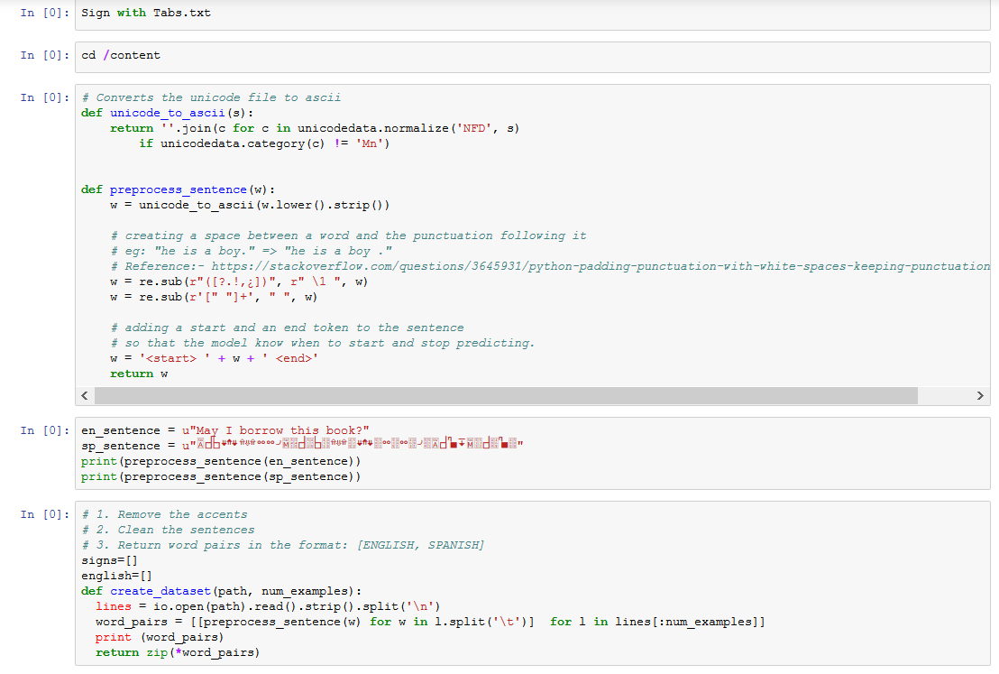 In [0]: Sign with Tabs.txt
In [0]: cd /content
In [0]: # Converts the unicode file to ascii
def unicode_to_ascii(s):
    return ''.join(c for c in unicodedata.normalize('NFD', s)
        if unicodedata.category(c) != 'Mn')
def preprocess_sentence(w):
    w = unicode_to_ascii(w.lower().strip())
    # creating a space between a word and the punctuation following it
    # eg: "he is a boy." => "he is a boy ."
    # Reference:- https://stackoverflow.com/questions/3645931/python-padding-punctuation-with-white-spaces-keeping-punctuation
    w = re.sub(r"([?.!,¿])", r" \1 ", w)
    w = re.sub(r'[" "]+', " ", w)
    # adding a start and an end token to the sentence
    # so that the model know when to start and stop predicting.
    w = '<start> ' + w + ' <end>'
    return w
In [0]: en_sentence = u"May I borrow this book?"
sp_sentence = u"
print(preprocess_sentence(en_sentence))
print(preprocess_sentence(sp_sentence))
In [0]: # 1. Remove the accents
# 2. Clean the sentences
# 3. Return word pairs in the format: [ENGLISH, SPANISH]
signs=[]
english=[]
def create_dataset(path, num_examples):
  lines = io.open(path).read().strip().split('\n')
  word_pairs = [[preprocess_sentence(w) for w in l.split('\t')]  for l in lines[:num_examples]]
  print (word_pairs)
  return zip(*word_pairs)